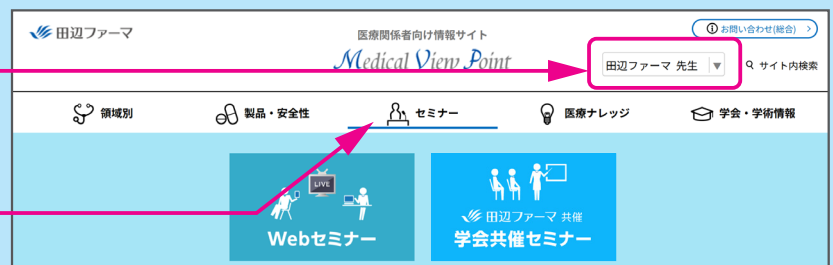 田辺ファーマ
医療関係者向け情報サイト
Medical View Point
お問い合わせ(総合)
田辺ファーマ 先生
サイト内検索
領域別
製品・安全性
セミナー
医療ナレッジ
学会・学術情報
LIVE
Webセミナー
田辺ファーマ 共催
学会共催セミナー